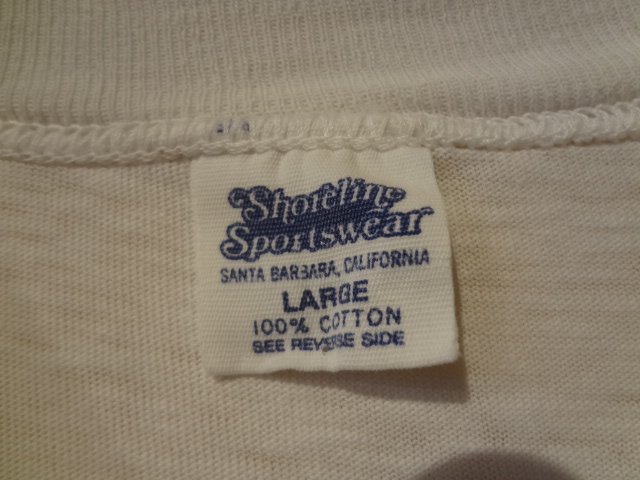 Shoreline
Sportswear
SANTA BARBARA, CALIFORNIA
LARGE
100% COTTON
SEE REVERSE SIDE